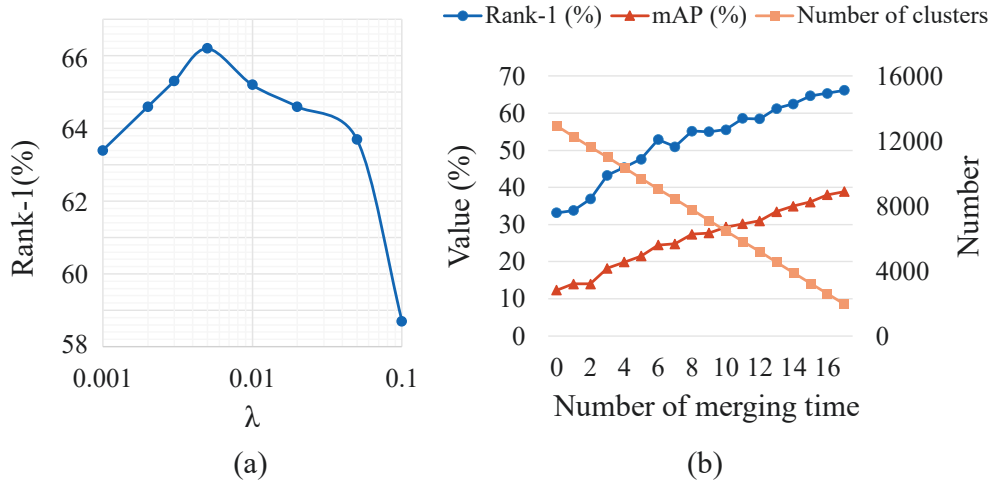 66
64
62
60
58
Rank-1(%)
0.001 0.01 0.1
λ
(a)
Rank-1 (%) mAP (%) Number of clusters
70
60
50
40
30
20
10
0
Value (%)
16000
12000
8000
4000
0
Number
0 2 4 6 8 10 12 14 16
Number of merging time
(b)